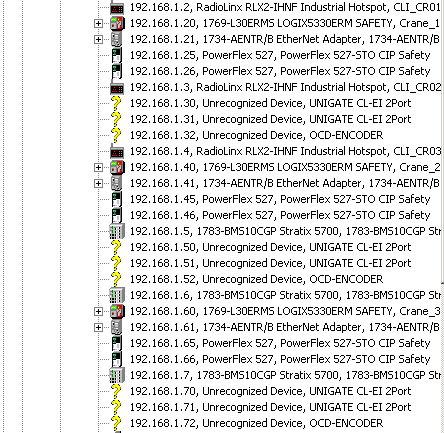 192.168.1.2, RadioLinx RLX2-IHNF Industrial Hotspot, CLI_CR01
192.168.1.20, 1769-L30ERMS LOGIX5330ERM SAFETY, Crane_1
192.168.1.21, 1734-AENTR/B EtherNet Adapter, 1734-AENTR/B
192.168.1.25, PowerFlex 527, PowerFlex 527-STO CIP Safety
192.168.1.26, PowerFlex 527, PowerFlex 527-STO CIP Safety
192.168.1.3, RadioLinx RLX2-IHNF Industrial Hotspot, CLI_CR02
192.168.1.30, Unrecognized Device, UNIGATE CL-EI 2Port
192.168.1.31, Unrecognized Device, UNIGATE CL-EI 2Port
192.168.1.32, Unrecognized Device, OCD-ENCODER
192.168.1.4, RadioLinx RLX2-IHNF Industrial Hotspot, CLI_CR03
192.168.1.40, 1769-L30ERMS LOGIX5330ERM SAFETY, Crane_2
192.168.1.41, 1734-AENTR/B EtherNet Adapter, 1734-AENTR/B
192.168.1.45, PowerFlex 527, PowerFlex 527-STO CIP Safety
192.168.1.46, PowerFlex 527, PowerFlex 527-STO CIP Safety
192.168.1.5, 1783-BMS10CGP Stratix 5700, 1783-BMS10CGP Str
192.168.1.50, Unrecognized Device, UNIGATE CL-EI 2Port
192.168.1.51, Unrecognized Device, UNIGATE CL-EI 2Port
192.168.1.52, Unrecognized Device, OCD-ENCODER
192.168.1.6, 1783-BMS10CGP Stratix 5700, 1783-BMS10CGP Str
192.168.1.60, 1769-L30ERMS LOGIX5330ERM SAFETY, Crane_3
192.168.1.61, 1734-AENTR/B EtherNet Adapter, 1734-AENTR/B
192.168.1.65, PowerFlex 527, PowerFlex 527-STO CIP Safety
192.168.1.66, PowerFlex 527, PowerFlex 527-STO CIP Safety
192.168.1.7, 1783-BMS10CGP Stratix 5700, 1783-BMS10CGP Str
192.168.1.70, Unrecognized Device, UNIGATE CL-EI 2Port
192.168.1.71, Unrecognized Device, UNIGATE CL-EI 2Port
192.168.1.72, Unrecognized Device, OCD-ENCODER